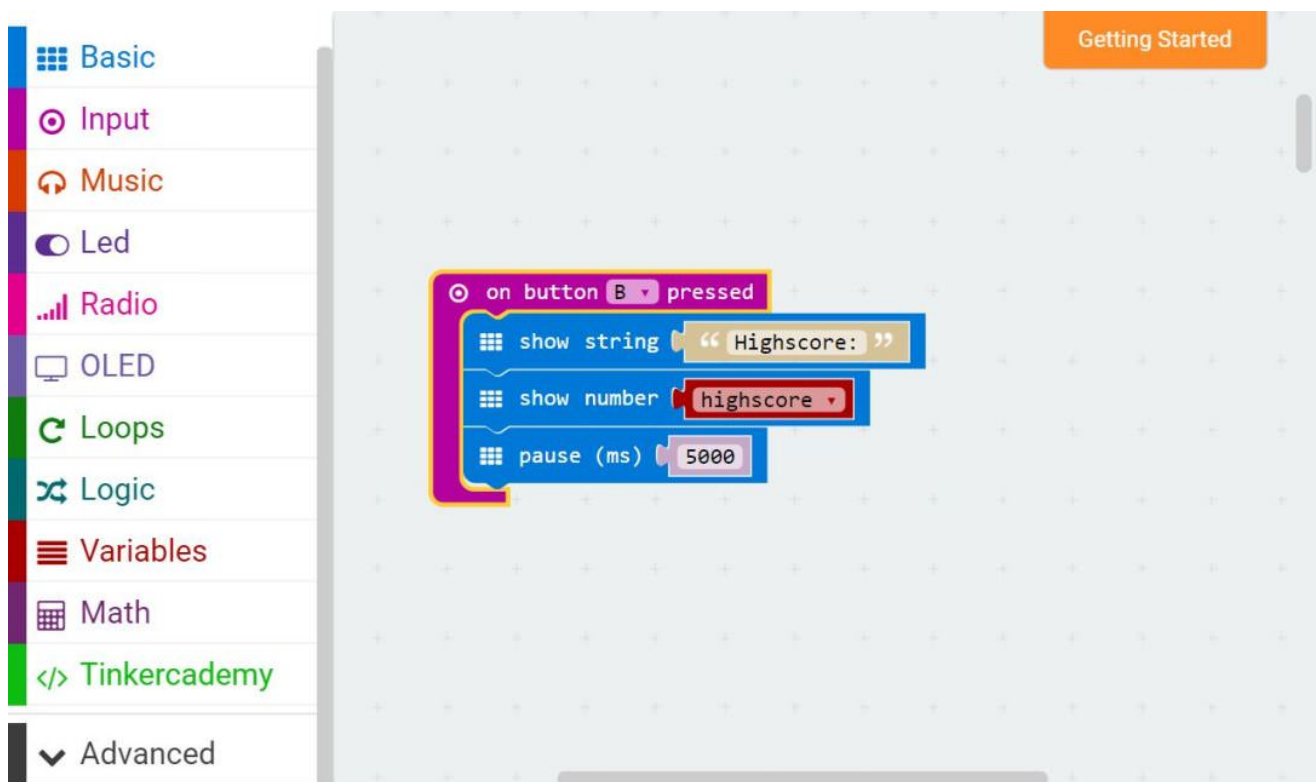 Basic
Input
Music
Led
Radio
OLED
Loops
Logic
Variables
Math
</> Tinkercademy
Advanced
Getting Started
on button B pressed
show string “ Highscore: ”
show number highscore
pause (ms) 5000